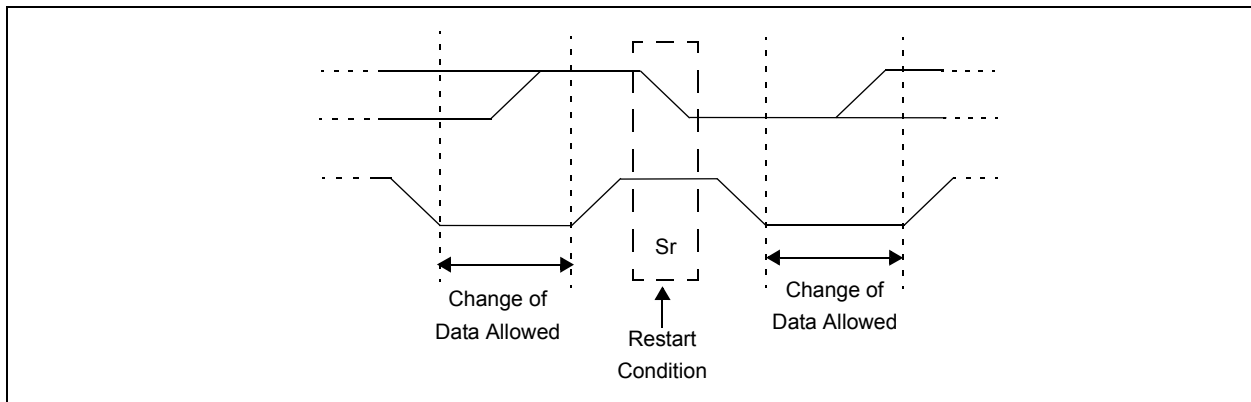 Sr
Change of
Data Allowed
Restart
Condition
Change of
Data Allowed